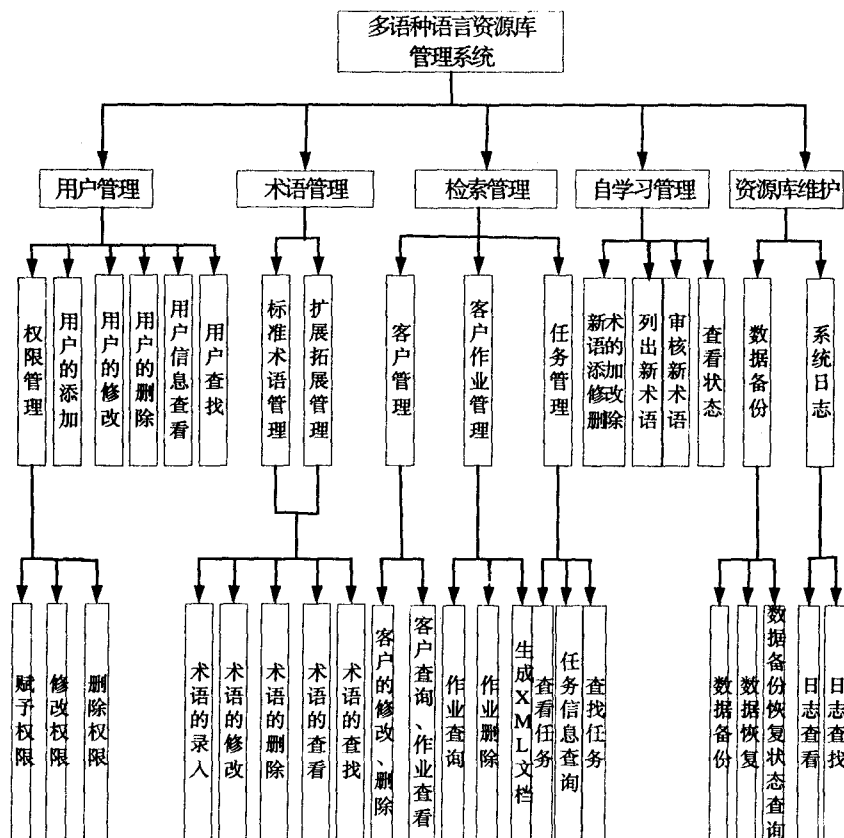 多语种语言资源库
管理系统
用户管理
术语管理
检索管理
自学习管理
资源库维护
权限管理
用户的添加
用户的修改
用户的删除
用户信息查看
用户查找
标准术语管理
扩展拓展管理
客户管理
客户作业管理
任务管理
新术
语的
添加
修改
删除
列出新术语
审核新术语
查看状态
数据备份
系统日志
赋予权限
修改权限
删除权限
术语的录入
术语的修改
术语的删除
术语的查看
术语的查找
客户的修改、删除
客户查询、作业查看
作业查询
作业删除
生成XML文档
查看任务
任务信息查询
查找任务
数据备份
数据恢复
数据备份恢复状态查询
日志查看
日志查找